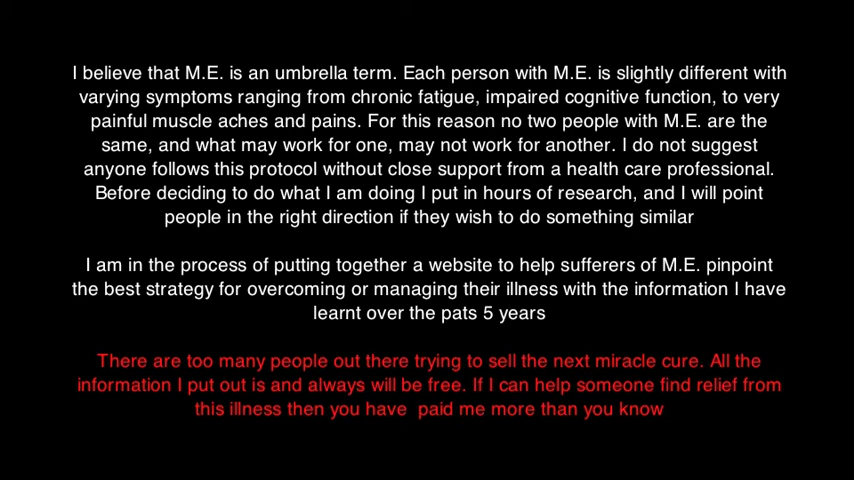 I believe that M.E. is an umbrella term. Each person with M.E. is slightly different with
varying symptoms ranging from chronic fatigue, impaired cognitive function, to very
painful muscle aches and pains. For this reason no two people with M.E. are the
same, and what may work for one, may not work for another. I do not suggest
anyone follows this protocol without close support from a health care professional.
Before deciding to do what I am doing I put in hours of research, and I will point
people in the right direction if they wish to do something similar
I am in the process of putting together a website to help sufferers of M.E. pinpoint
the best strategy for overcoming or managing their illness with the information I have
learnt over the pats 5 years
There are too many people out there trying to sell the next miracle cure. All the
information I put out is and always will be free. If I can help someone find relief from
this illness then you have  paid me more than you know